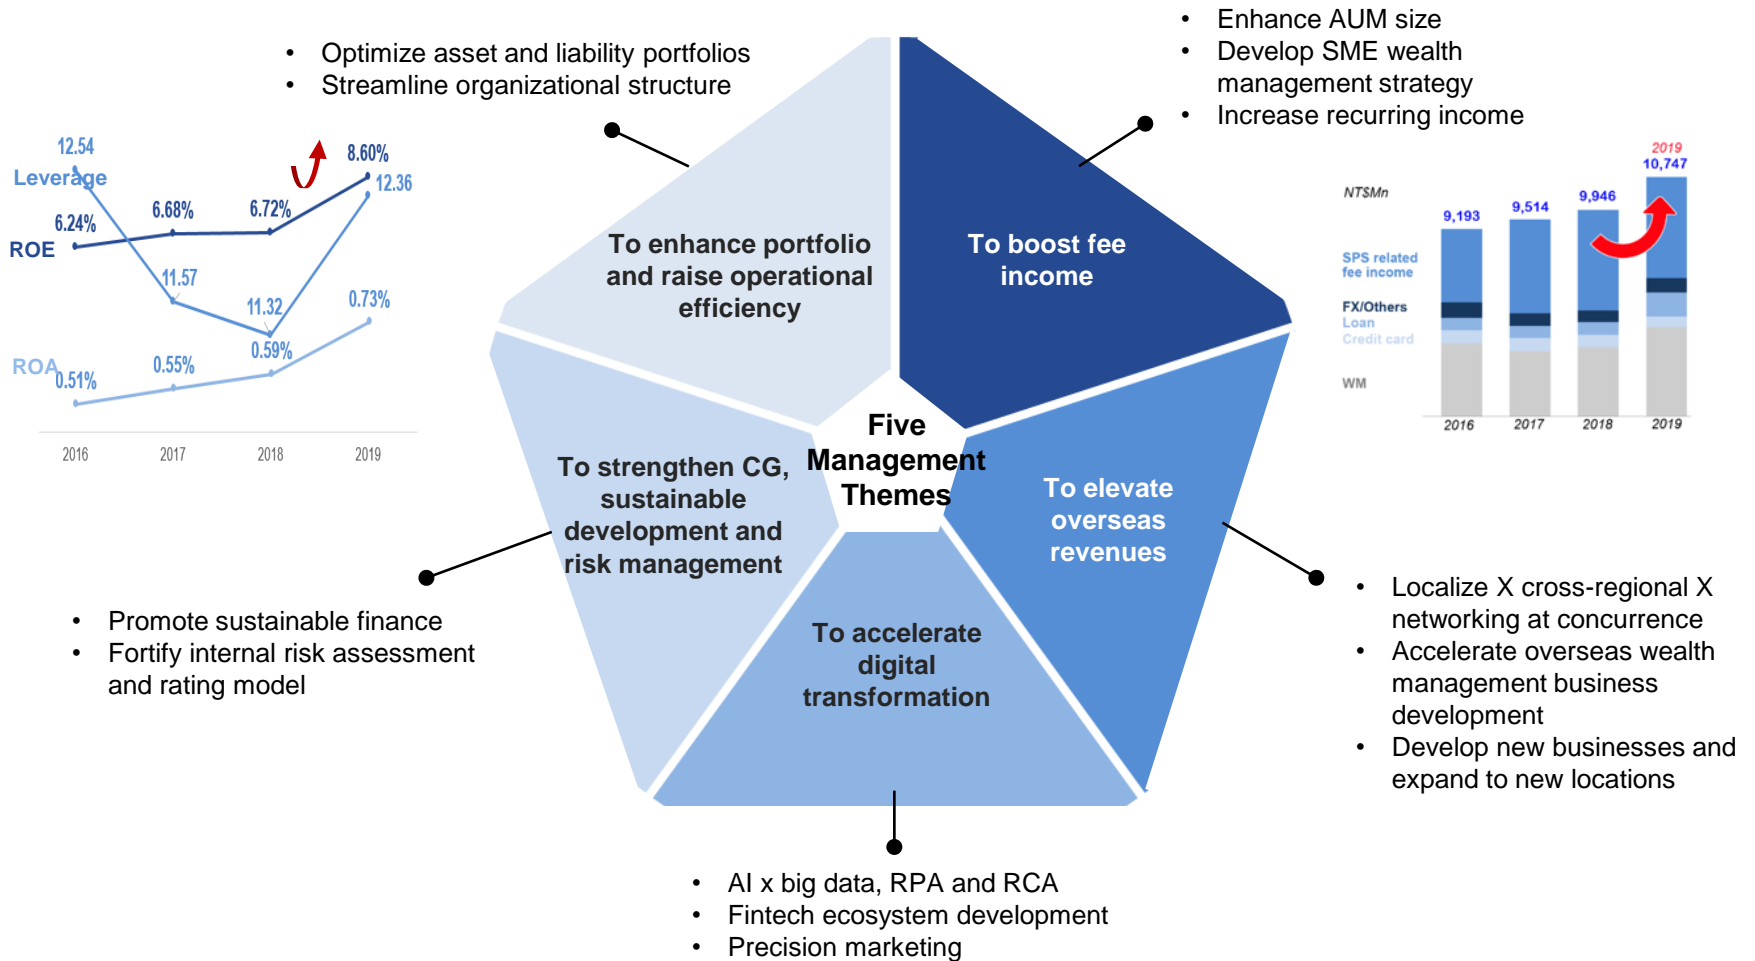 • Optimize asset and liability portfolios
• Streamline organizational structure
• Enhance AUM size
• Develop SME wealth
management strategy
• Increase recurring income
12.54
Leverage
8.60%
12.36
6.24%
6.68%
6.72%
ROE
11.57
11.32
0.73%
0.59%
0.55%
ROA
0.51%
2016
2017
2018
2019
To enhance portfolio
and raise operational
efficiency
To boost fee
income
2019
10,747
NT$Mn
9,193
9,514
9,946
SPS related
fee income
FX/Others
Loan
Credit card
WM
2016
2017
2018
2019
Five
Management
Themes
To strengthen CG,
sustainable
development and
risk management
To elevate
overseas
revenues
To accelerate
digital
transformation
• Promote sustainable finance
• Fortify internal risk assessment
and rating model
• Localize X cross-regional X
networking at concurrence
• Accelerate overseas wealth
management business
development
• Develop new businesses and
expand to new locations
• AI x big data, RPA and RCA
• Fintech ecosystem development
• Precision marketing